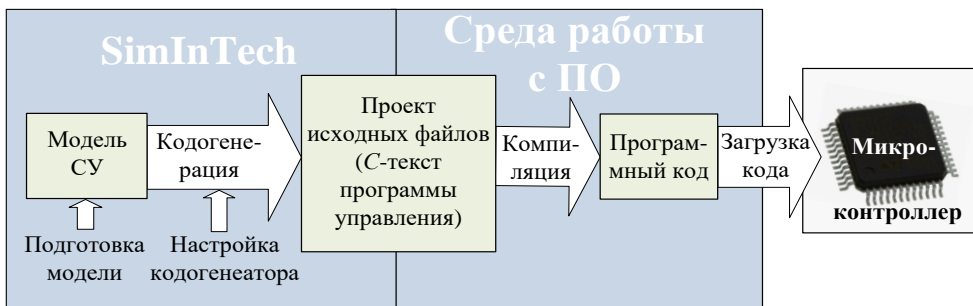 SimInTech
Среда работы
с ПО
Модель
СУ
Кодогене-
рация
Проект
исходных файлов
(C-текст
программы
управления)
Компи-
ляция
Програм-
мный код
Загрузка
кода
Микро-
контроллер
Подготовка
модели
Настройка
кодогенеатора